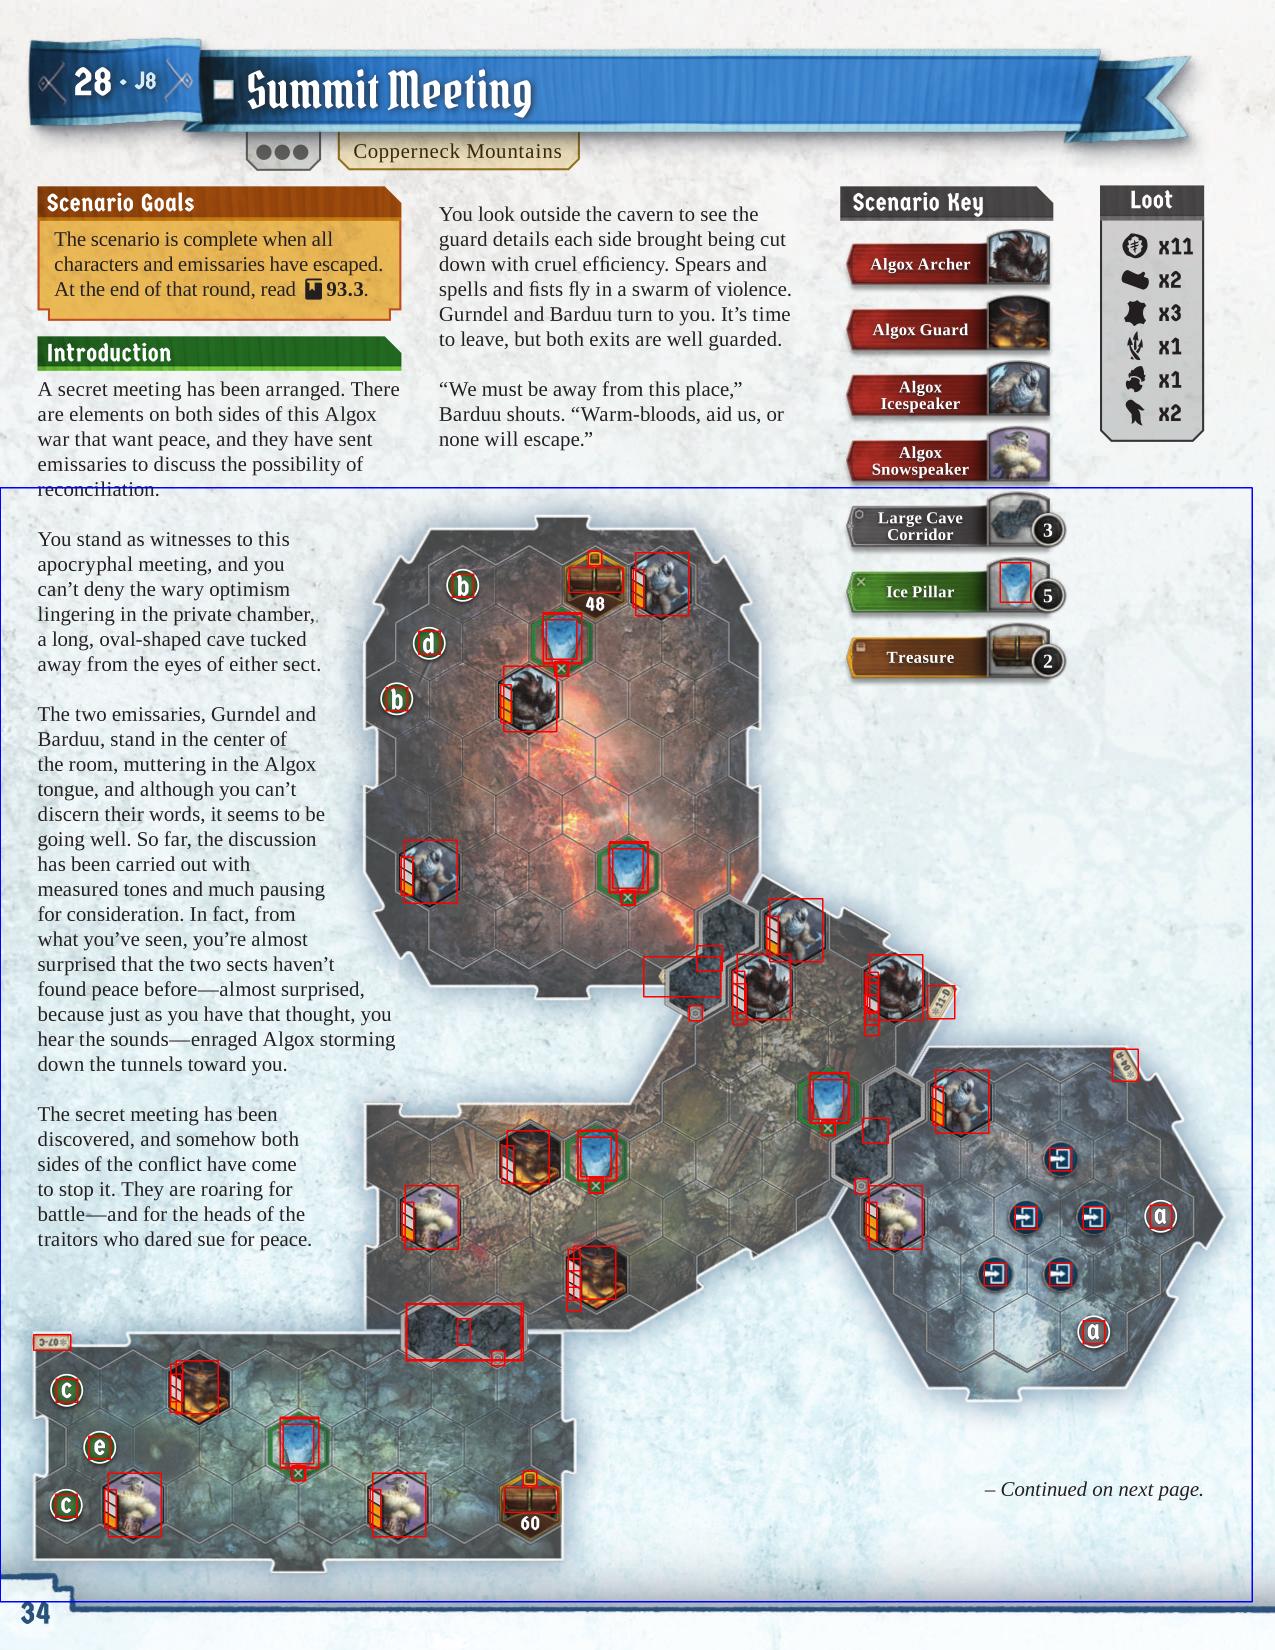 28 · J8
Summit Meeting
Copperneck Mountains
Scenario Goals
The scenario is complete when all
characters and emissaries have escaped.
At the end of that round, read 93.3.
Introduction
A secret meeting has been arranged. There
are elements on both sides of this Algox
war that want peace, and they have sent
emissaries to discuss the possibility of
reconciliation.
You stand as witnesses to this
apocryphal meeting, and you
can’t deny the wary optimism
lingering in the private chamber,
a long, oval-shaped cave tucked
away from the eyes of either sect.
The two emissaries, Gurndel and
Barduu, stand in the center of
the room, muttering in the Algox
tongue, and although you can’t
discern their words, it seems to be
going well. So far, the discussion
has been carried out with
measured tones and much pausing
for consideration. In fact, from
what you’ve seen, you’re almost
surprised that the two sects haven’t
found peace before—almost surprised,
because just as you have that thought, you
hear the sounds—enraged Algox storming
down the tunnels toward you.
The secret meeting has been
discovered, and somehow both
sides of the conflict have come
to stop it. They are roaring for
battle—and for the heads of the
traitors who dared sue for peace.
You look outside the cavern to see the
guard details each side brought being cut
down with cruel efficiency. Spears and
spells and fists fly in a swarm of violence.
Gurndel and Barduu turn to you. It’s time
to leave, but both exits are well guarded.
“We must be away from this place,”
Barduu shouts. “Warm-bloods, aid us, or
none will escape.”
Scenario Key
Algox Archer
Algox Guard
Algox
Icespeaker
Algox
Snowspeaker
Large Cave
Corridor
3
Ice Pillar
5
Treasure
2
Loot
x11
x2
x3
x1
x1
x2
b
48
d
b
11-D
04-A
a
a
07-C
c
e
c
60
– Continued on next page.
34